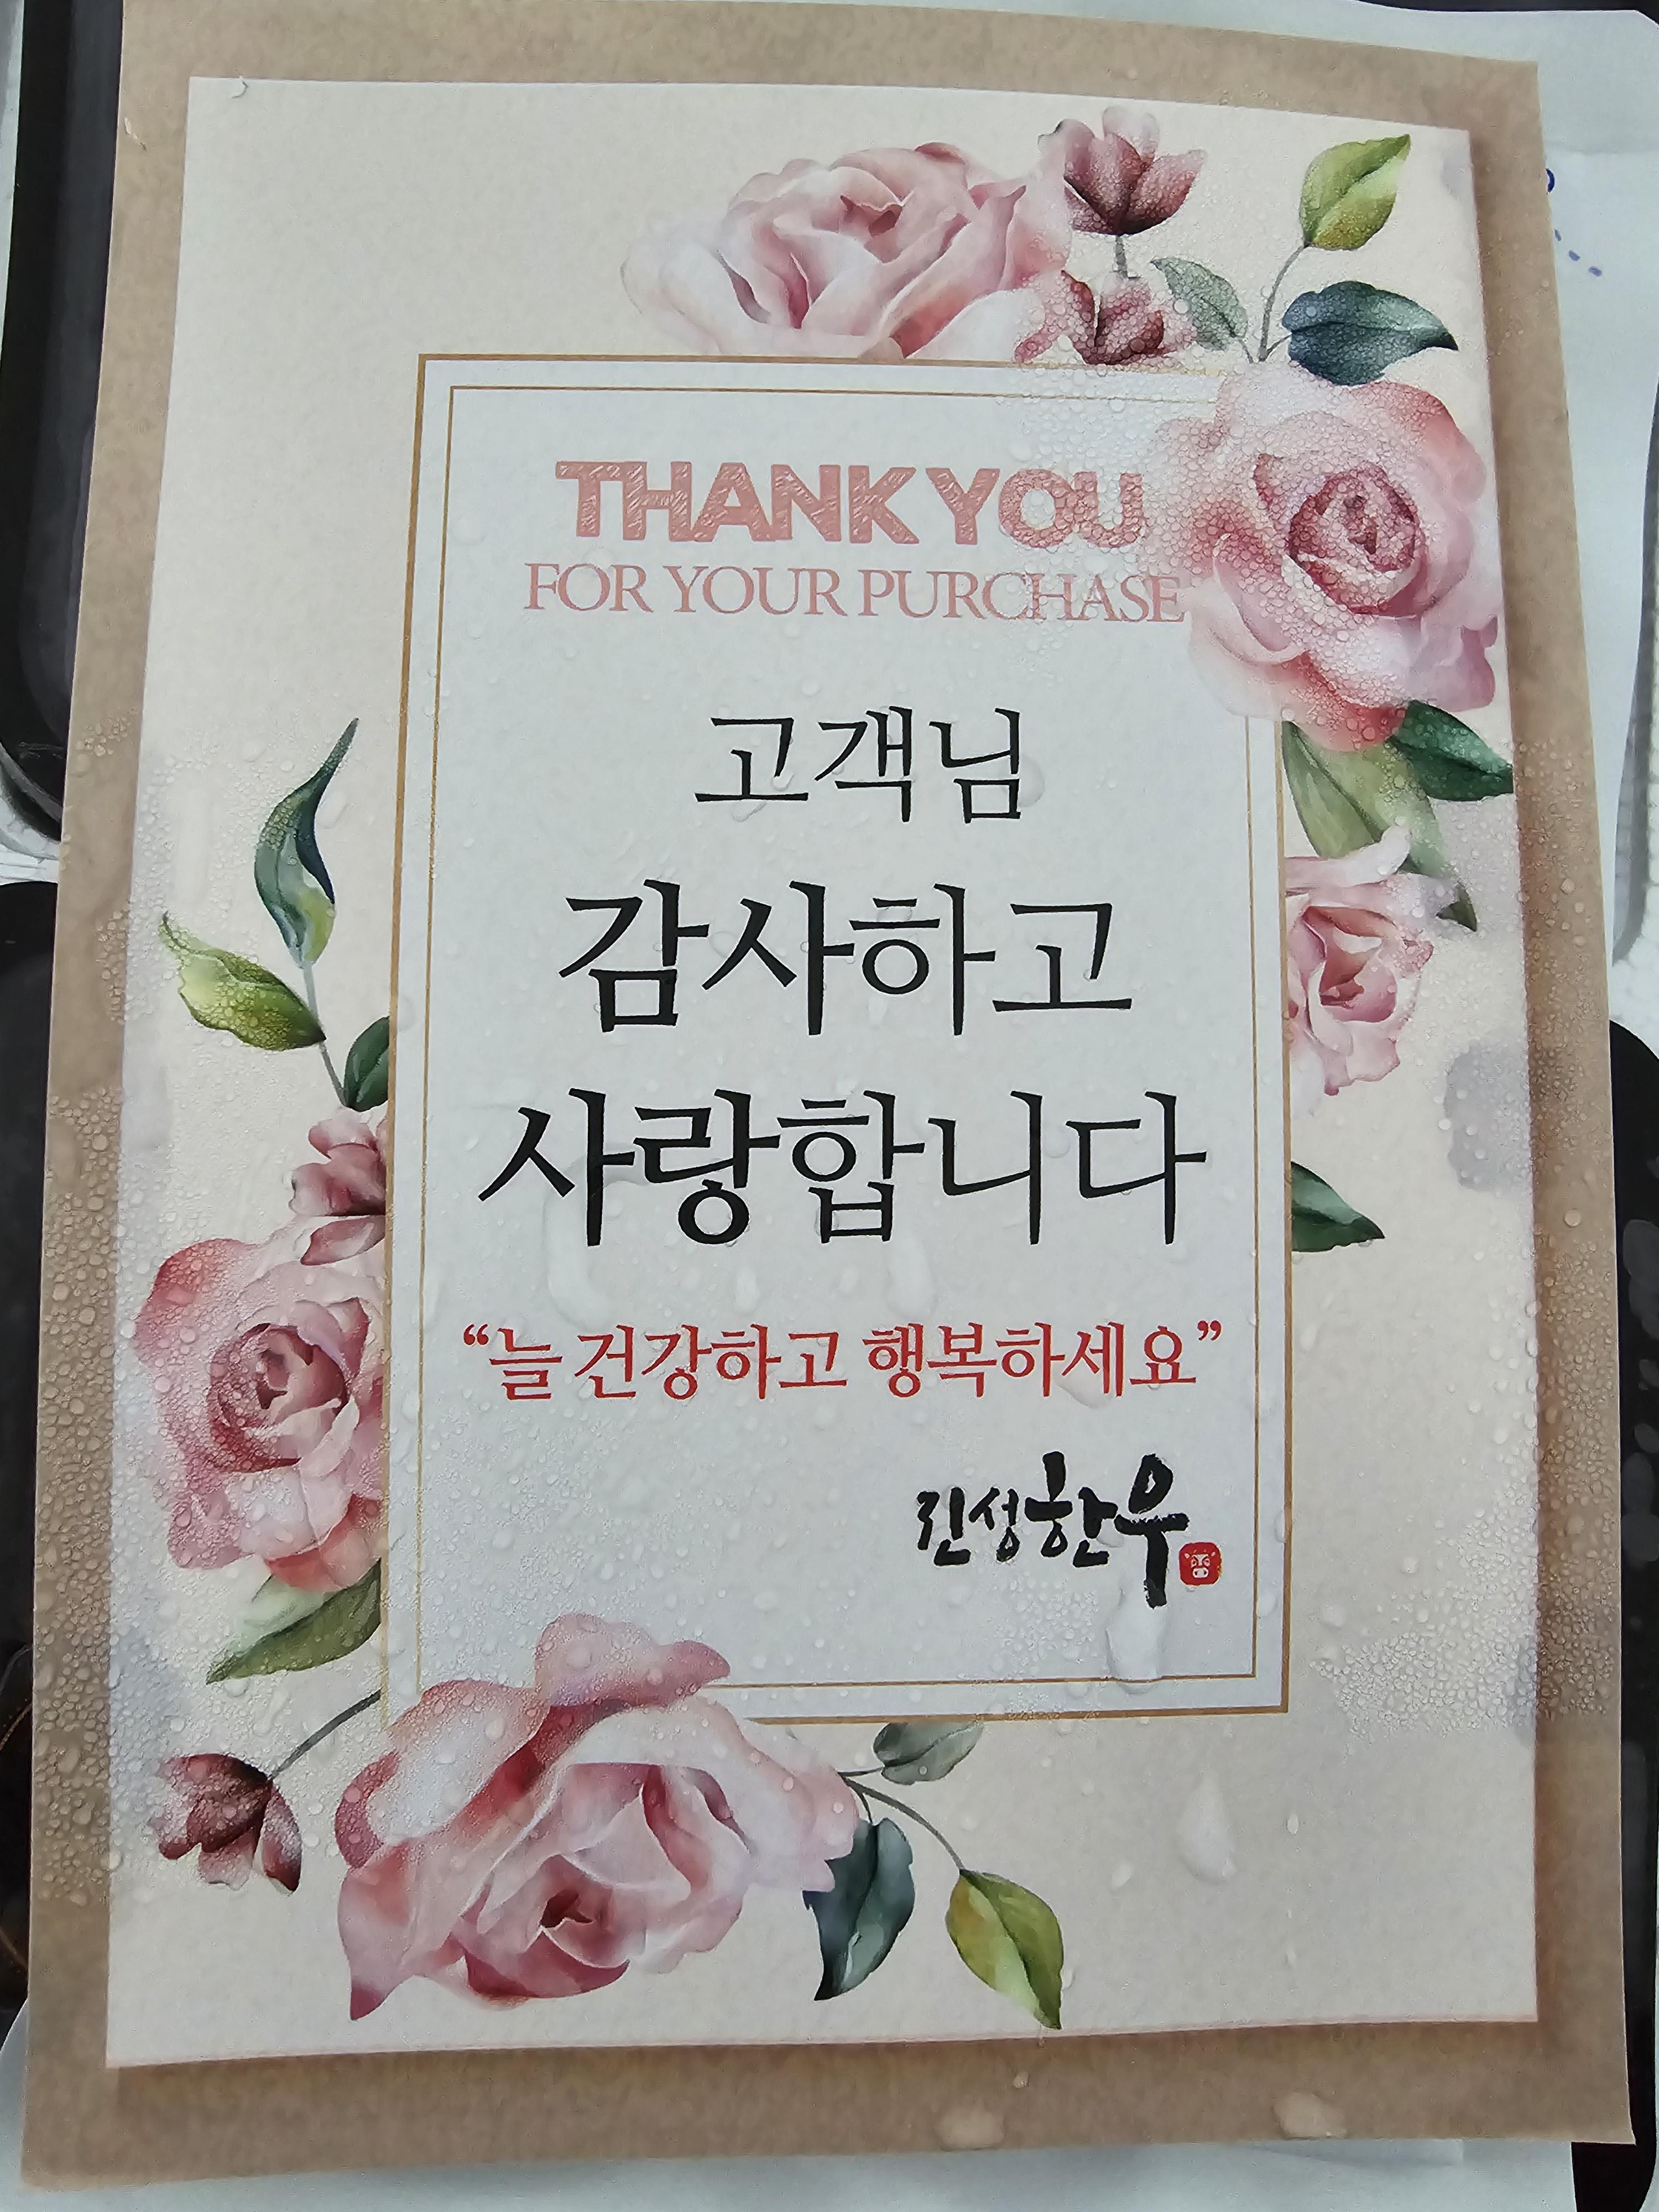 THANK YOU
FOR YOUR PURCHASE
고객님
감사하고
사랑합니다
“늘 건강하고 행복하세요”
진성한우